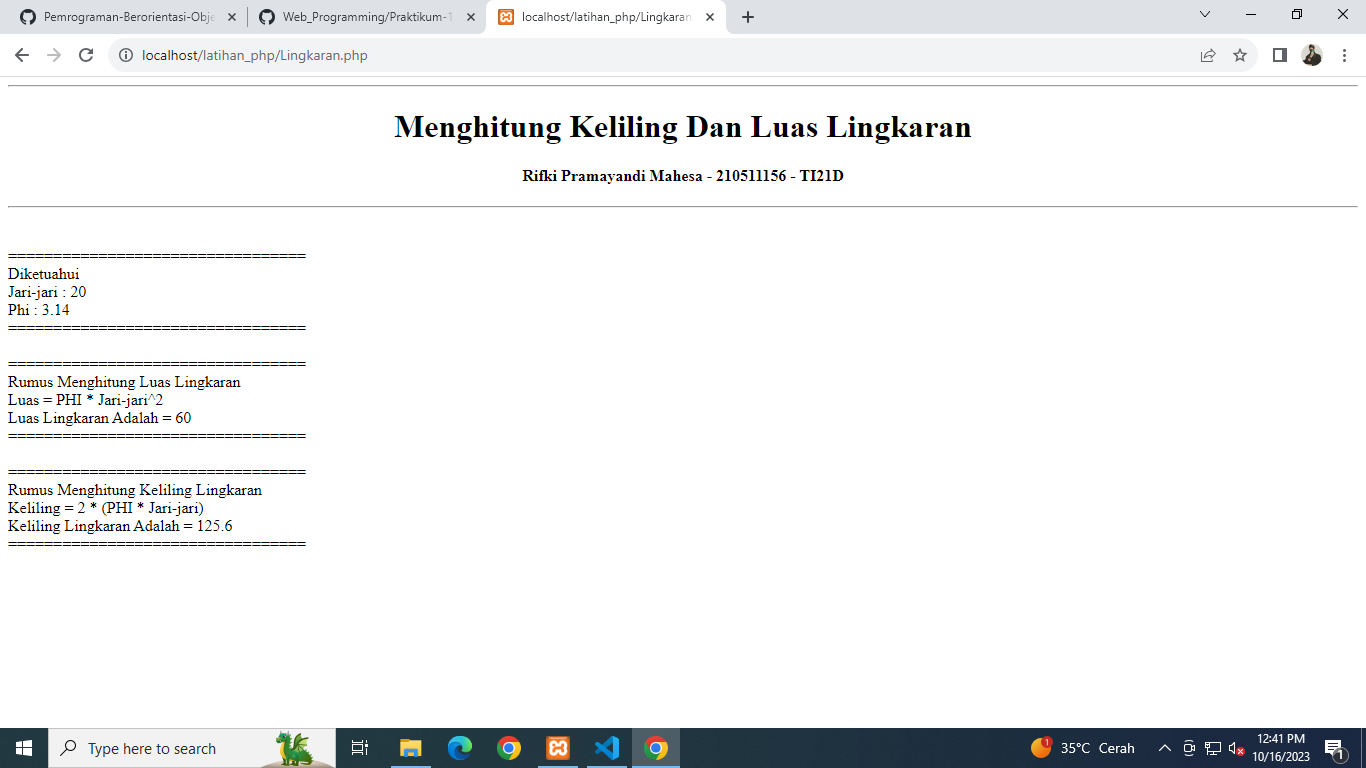 Pemrograman-Berorientasi-Obje
Web_Programming/Praktikum-1
localhost/latihan_php/Lingkaran.
localhost/latihan_php/Lingkaran.php
Menghitung Keliling Dan Luas Lingkaran
Rifki Pramayandi Mahesa - 210511156 - TI21D
=================================
Diketuahui
Jari-jari : 20
Phi : 3.14
=================================
=================================
Rumus Menghitung Luas Lingkaran
Luas = PHI * Jari-jari^2
Luas Lingkaran Adalah = 60
=================================
=================================
Rumus Menghitung Keliling Lingkaran
Keliling = 2 * (PHI * Jari-jari)
Keliling Lingkaran Adalah = 125.6
=================================
Type here to search
1
35°C Cerah
12:41 PM
10/16/2023
1